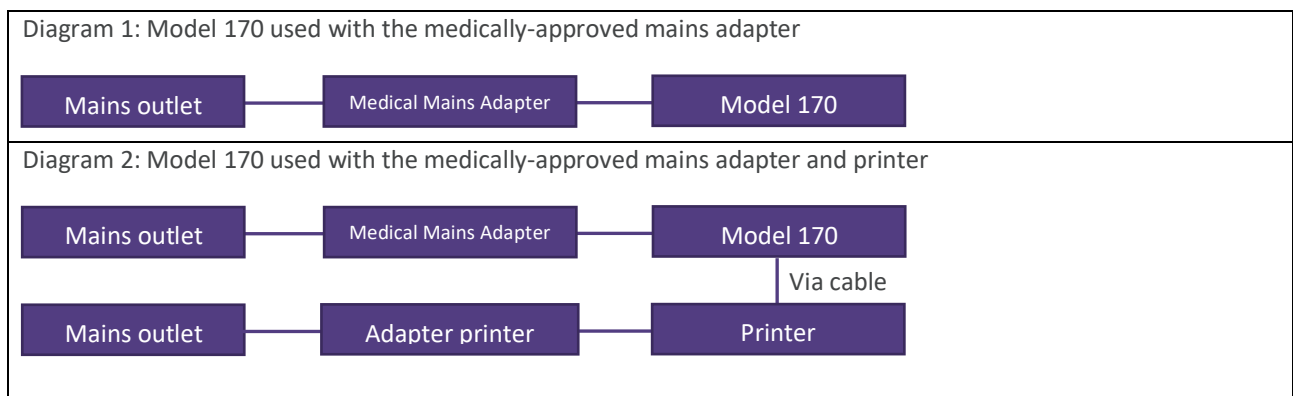 Diagram 1: Model 170 used with the medically-approved mains adapter
Mains outlet Medical Mains Adapter Model 170
Diagram 2: Model 170 used with the medically-approved mains adapter and printer
Mains outlet Medical Mains Adapter Model 170
Via cable
Mains outlet Adapter printer Printer